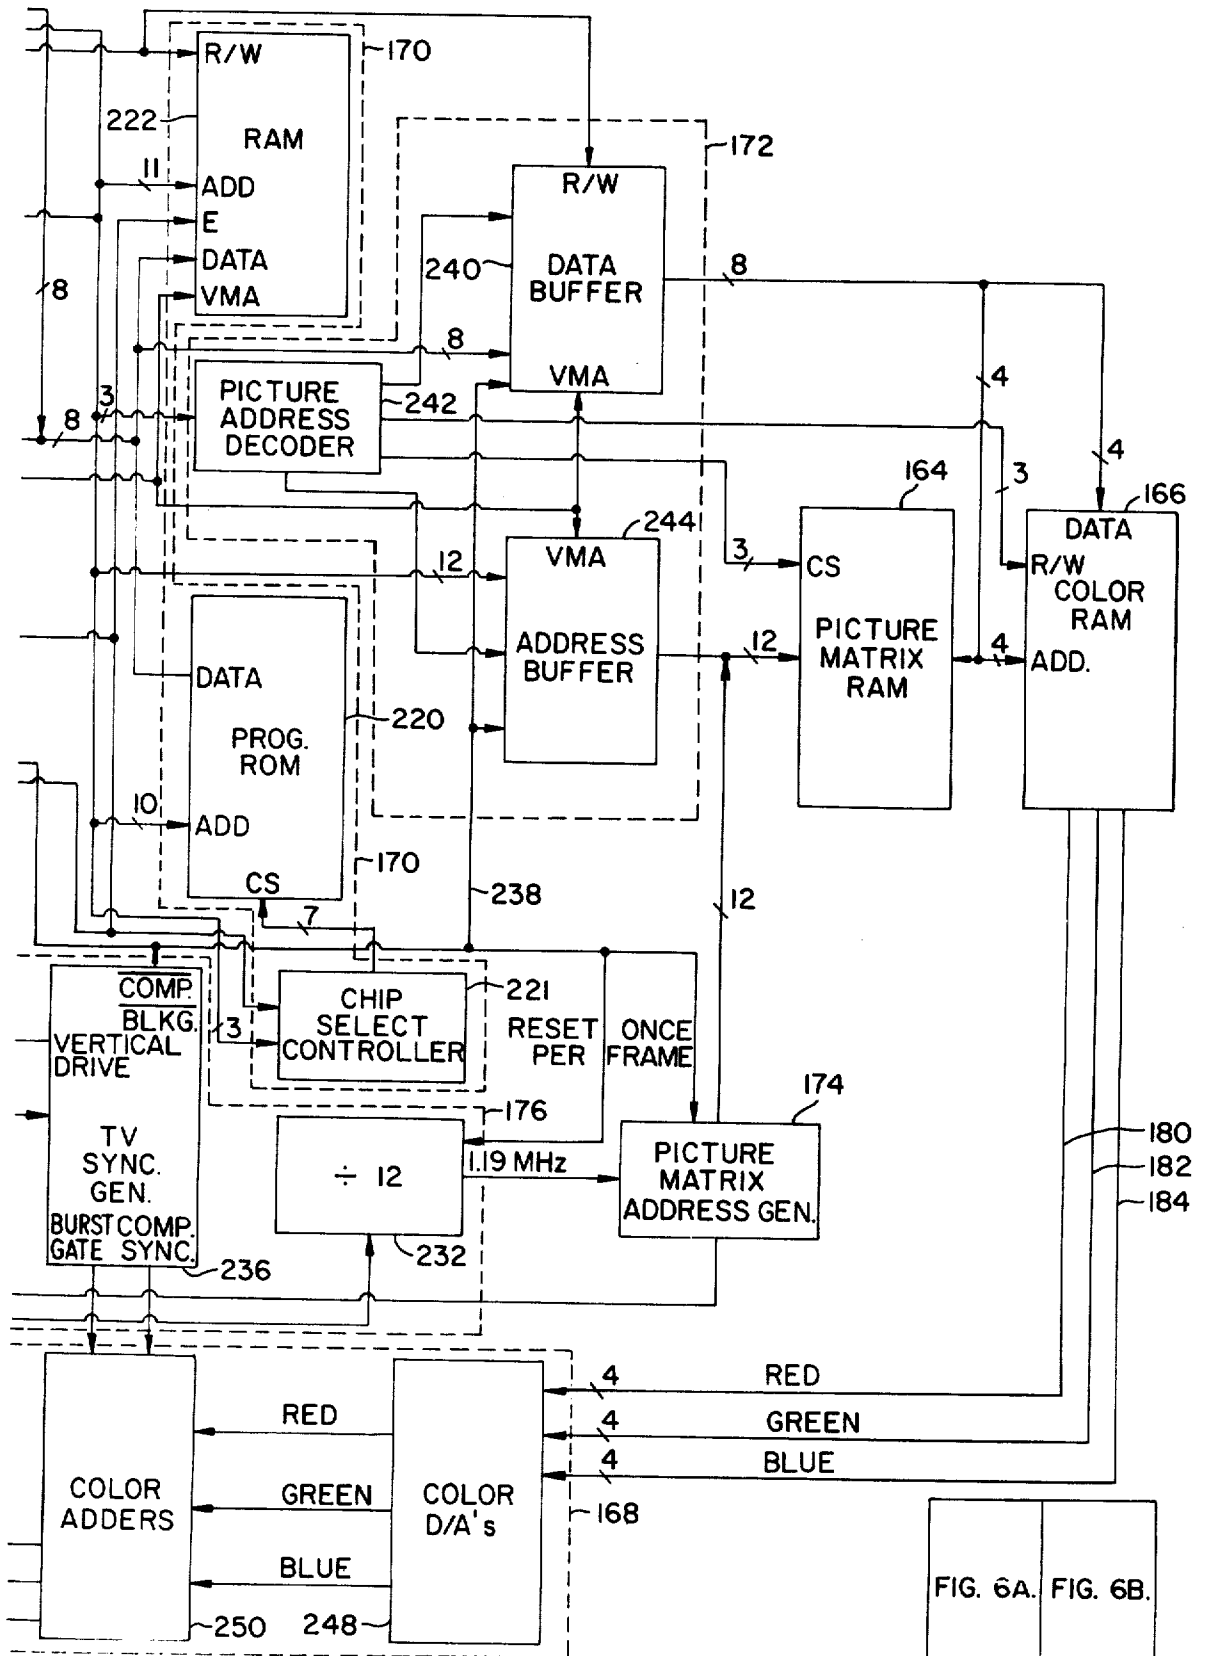 R/W
170
222
RAM
172
11
ADD
R/W
E
DATA
240
DATA
BUFFER
8
8
VMA
8
VMA
4
PICTURE
ADDRESS
DECODER
242
3
8
4
3
164
166
244
VMA
DATA
12
3
CS
R/W
COLOR
RAM
ADDRESS
BUFFER
12
PICTURE
MATRIX
RAM
4
ADD.
DATA
220
PROG.
ROM
10
ADD
170
CS
238
12
7
COMP.
BLKG.
VERTICAL
DRIVE
3
CHIP
SELECT
CONTROLLER
221
RESET ONCE
PER FRAME
176
174
TV
SYNC.
GEN.
÷ 12
1.19 MHz
PICTURE
MATRIX
ADDRESS GEN.
180
182
184
BURST COMP.
GATE SYNC.
236
232
4
RED
RED
4
GREEN
4
BLUE
COLOR
ADDERS
GREEN
COLOR
D/A's
168
BLUE
250
248
FIG. 6A. FIG. 6B.